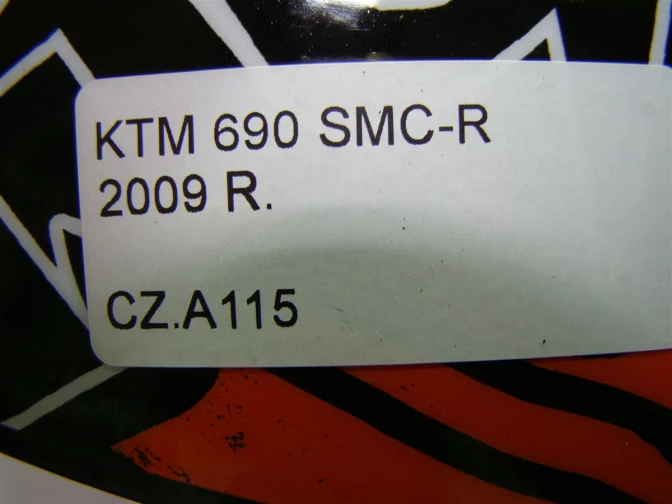 KTM 690 SMC-R
2009 R.
CZ.A115